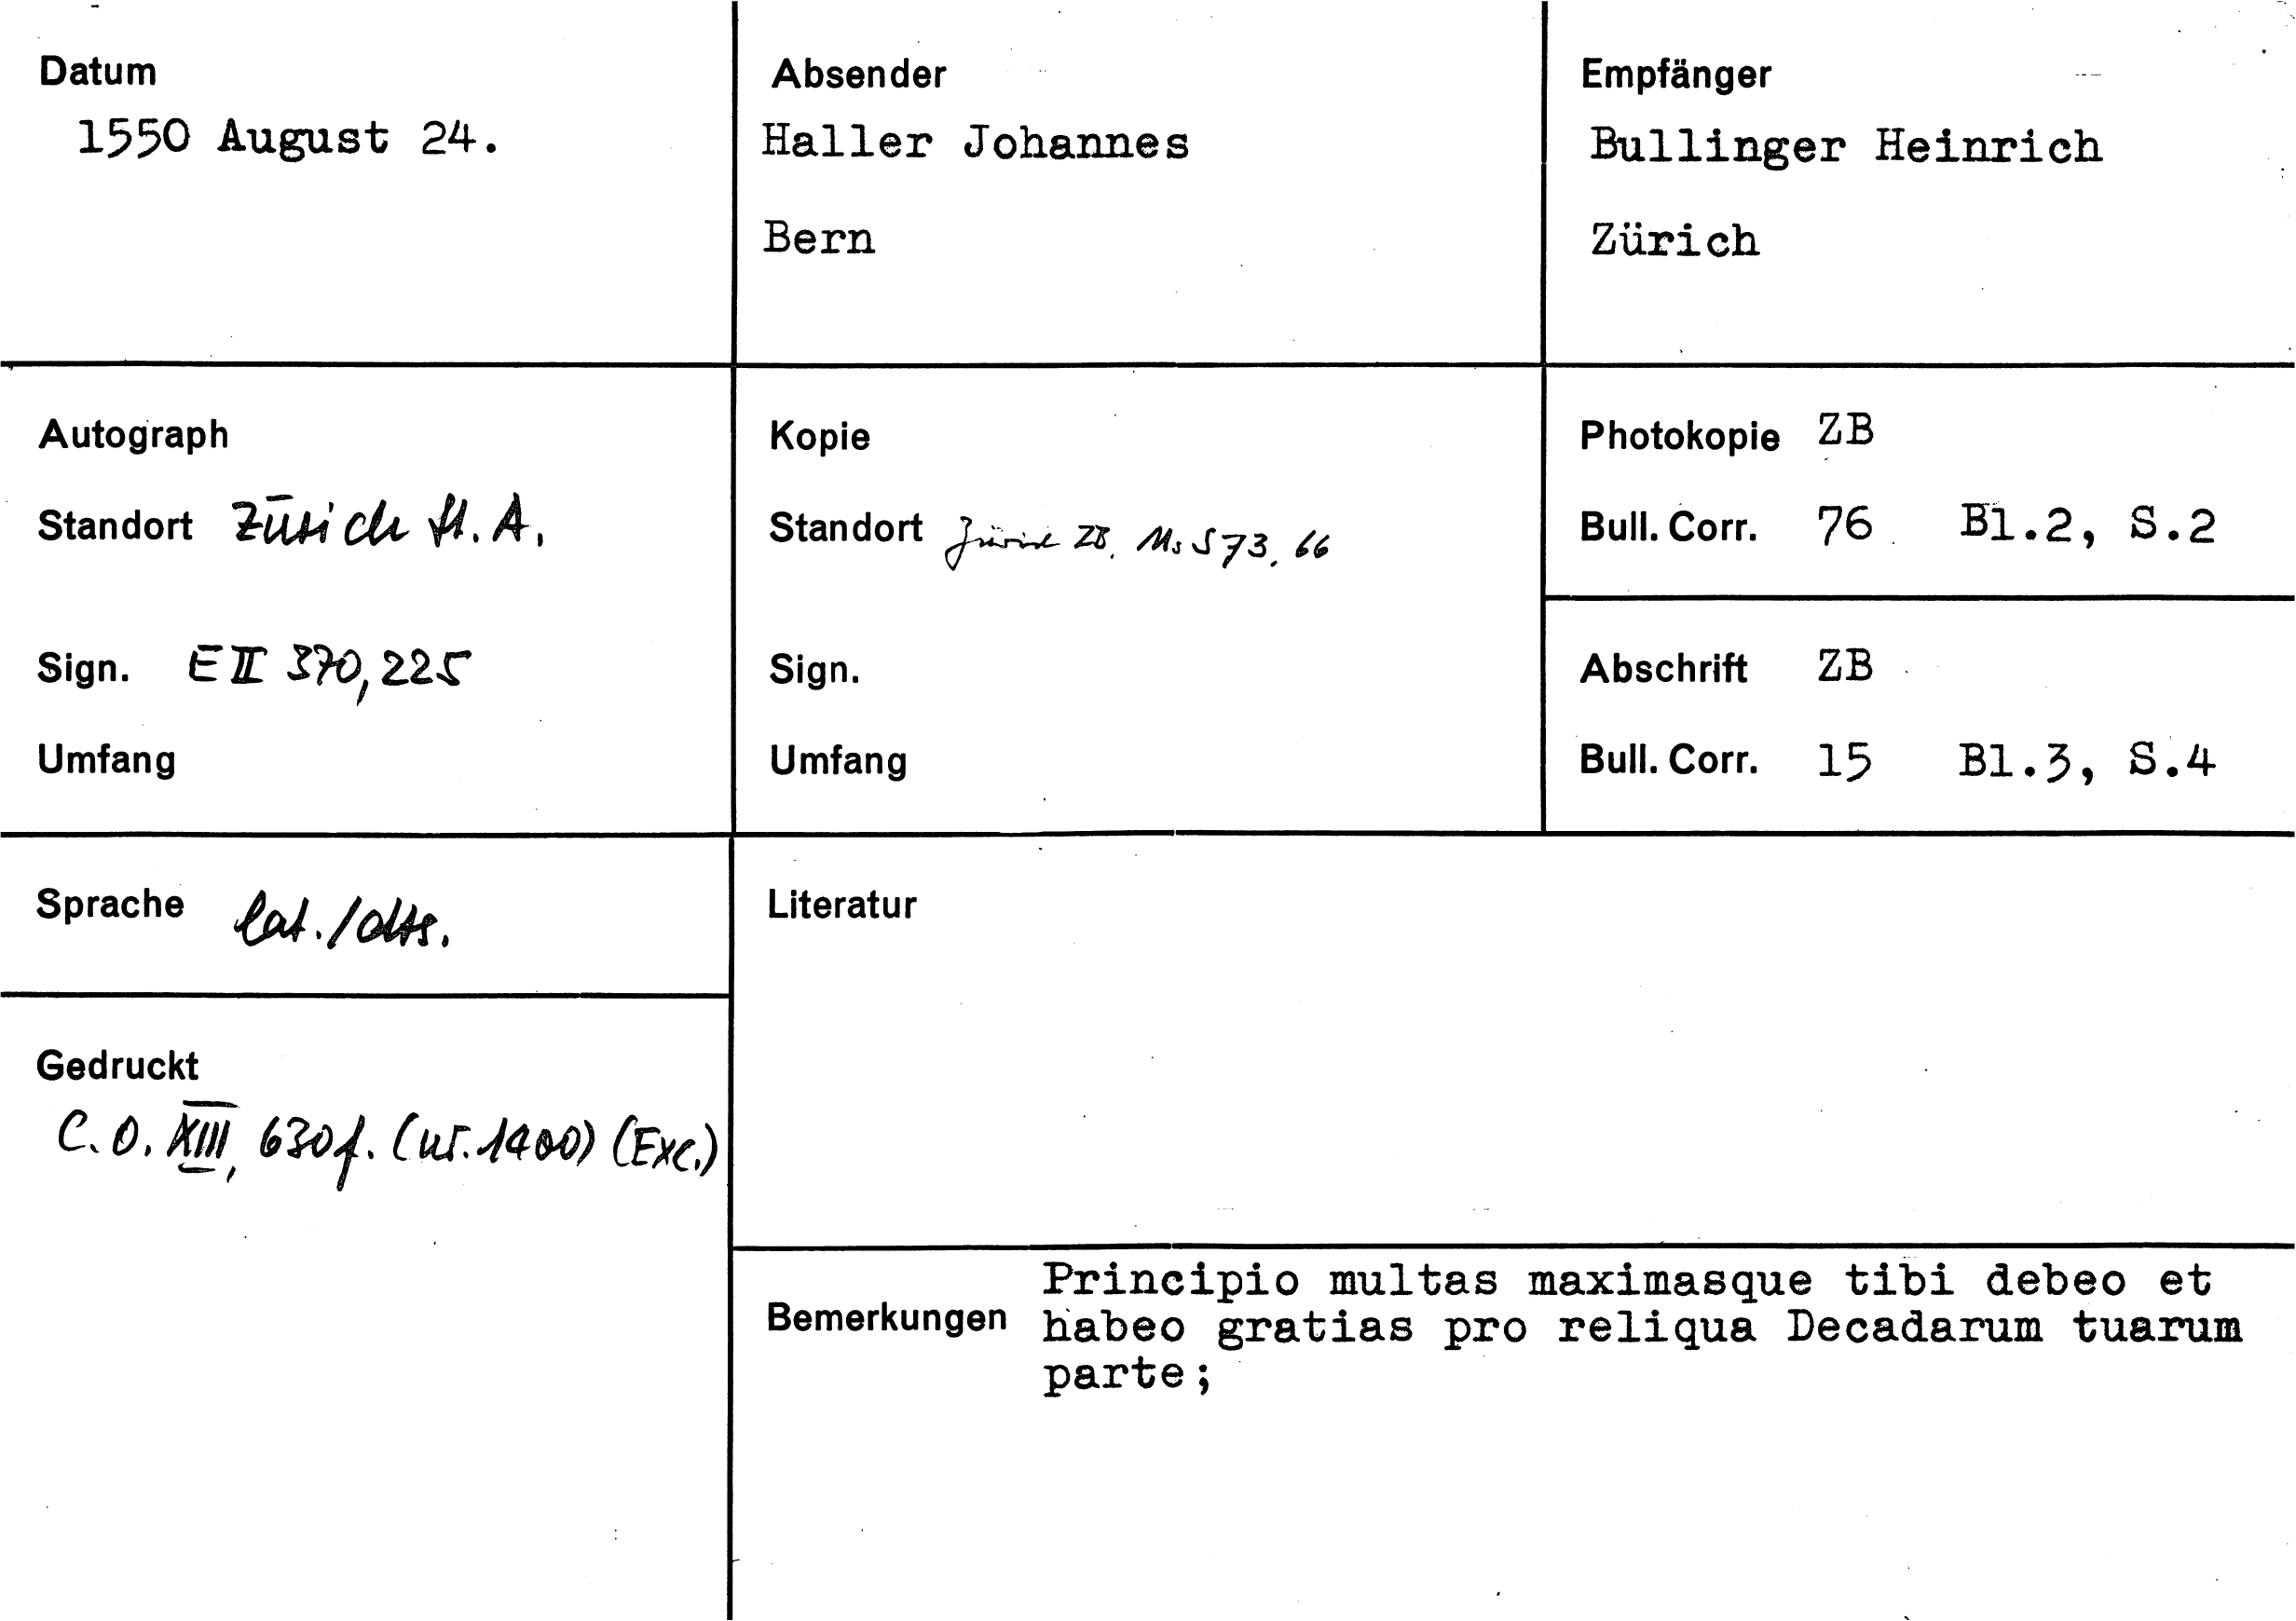 Datum
1550 August 24.
Absender
Haller Johannes
Bern
Empfänger
Bullinger Heinrich
Zürich
Autograph
Standort Zürich St. A.
Sign. E II 370, 225
Umfang
Kopie
Standort Zürich ZB, Ms S 73, 66
Sign.
Umfang
Photokopie ZB
Bull. Corr. 76 Bl.2, S.2
Abschrift ZB
Bull. Corr. 15 Bl.3, S.4
Sprache lat./dts.
Gedruckt
C. O. XIII, 630f. (nr. 1400) (Exc.)
Literatur
Bemerkungen
Principio multas maximasque tibi debeo et
habeo gratias pro reliqua Decadarum tuarum
parte;